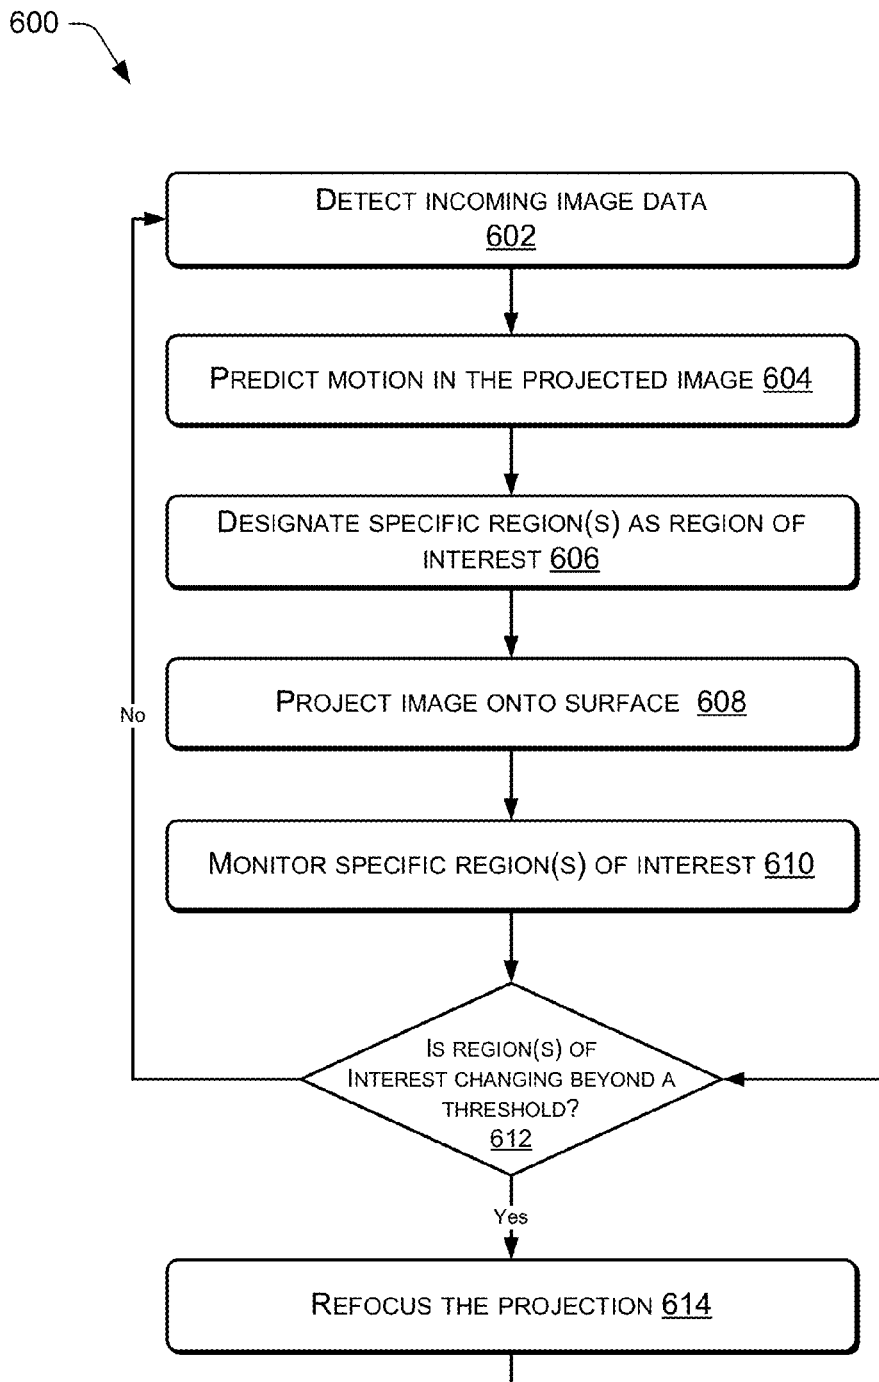 600
DETECT INCOMING IMAGE DATA
602
PREDICT MOTION IN THE PROJECTED IMAGE 604
DESIGNATE SPECIFIC REGION(S) AS REGION OF
INTEREST 606
PROJECT IMAGE ONTO SURFACE 608
No
MONITOR SPECIFIC REGION(S) OF INTEREST 610
IS REGION(S) OF
INTEREST CHANGING BEYOND A
THRESHOLD?
612
Yes
REFOCUS THE PROJECTION 614